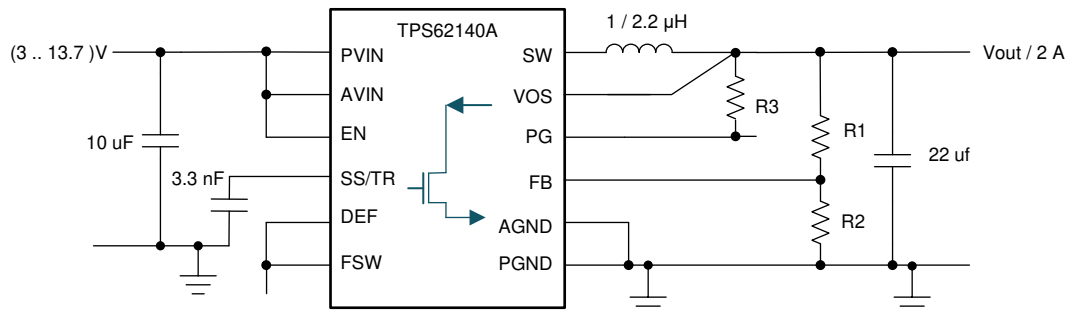 TPS62140A
1 / 2.2 µH
(3 .. 13.7 )V
PVIN
SW
Vout / 2 A
AVIN
VOS
R3
EN
PG
10 uF
R1
22 uf
3.3 nF
SS/TR
FB
DEF
AGND
R2
FSW
PGND